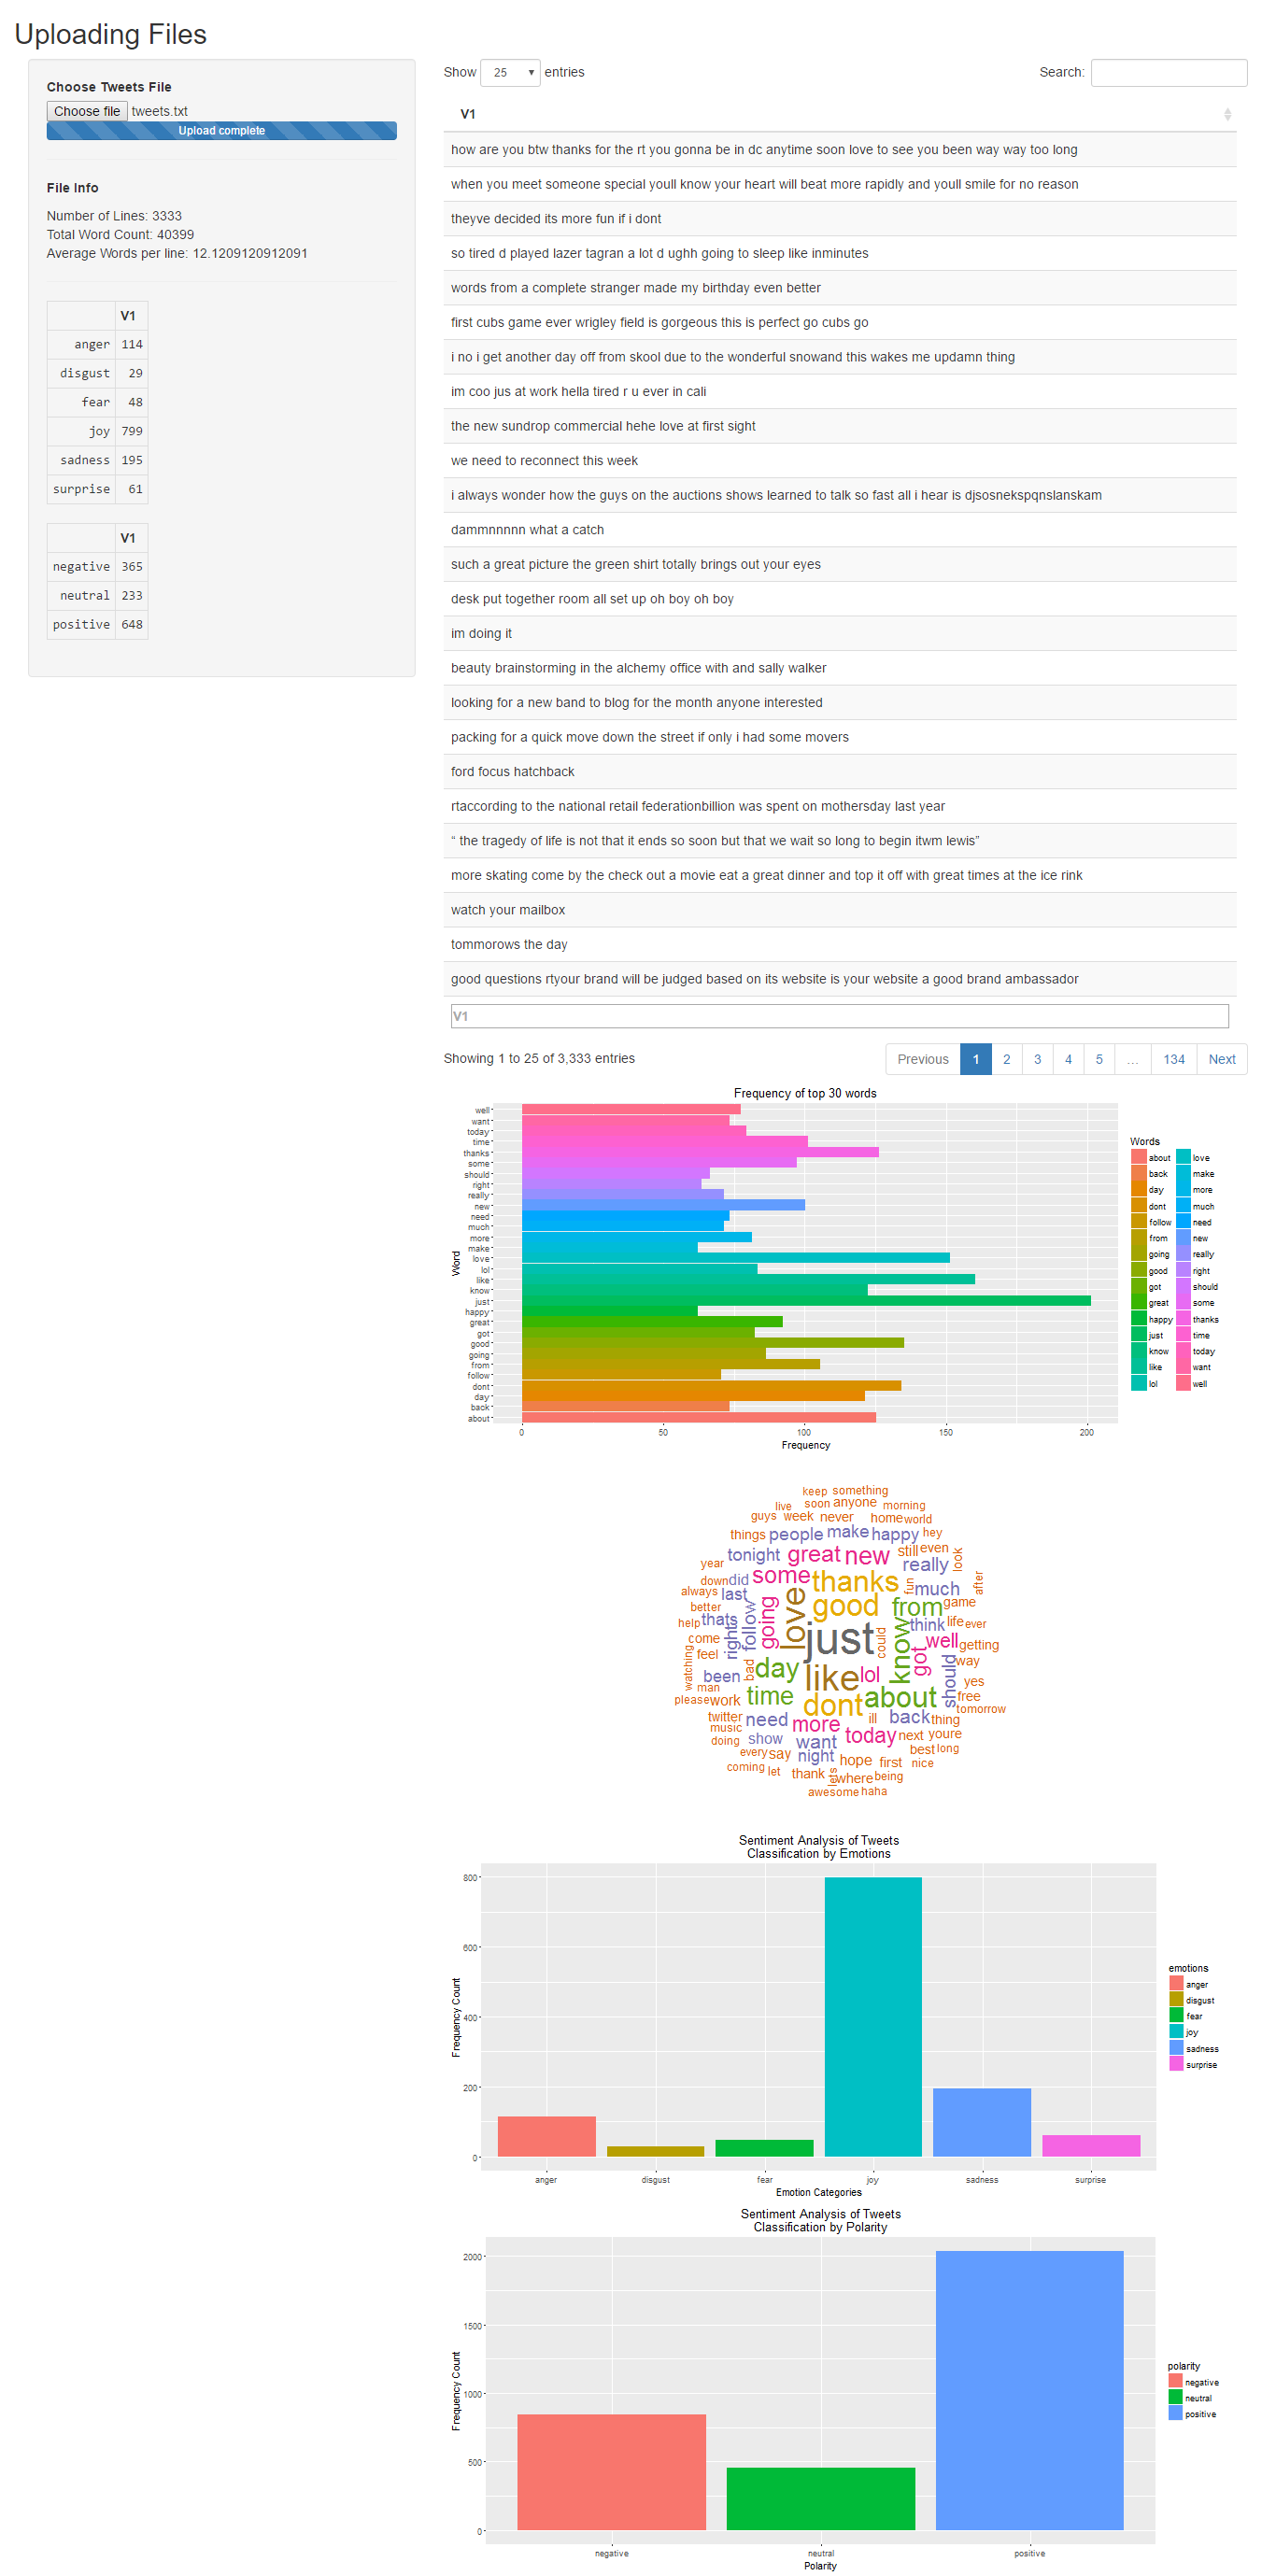 Uploading Files
Choose Tweets File
Choose file tweets.txt
Upload complete
File Info
Number of Lines: 3333
Total Word Count: 40399
Average Words per line: 12.1209120912091
V1
anger 114
disgust 29
fear 48
joy 799
sadness 195
surprise 61
V1
negative 365
neutral 233
positive 648
Show 25 entries
Search:
V1
how are you btw thanks for the rt you gonna be in dc anytime soon love to see you been way way too long
when you meet someone special youll know your heart will beat more rapidly and youll smile for no reason
theyve decided its more fun if i dont
so tired d played lazer tagran a lot d ughh going to sleep like inminutes
words from a complete stranger made my birthday even better
first cubs game ever wrigley field is gorgeous this is perfect go cubs go
i no i get another day off from skool due to the wonderful snowand this wakes me updamn thing
im coo jus at work hella tired r u ever in cali
the new sundrop commercial hehe love at first sight
we need to reconnect this week
i always wonder how the guys on the auctions shows learned to talk so fast all i hear is djsosnekspqnslanskam
dammnnnnn what a catch
such a great picture the green shirt totally brings out your eyes
desk put together room all set up oh boy oh boy
im doing it
beauty brainstorming in the alchemy office with and sally walker
looking for a new band to blog for the month anyone interested
packing for a quick move down the street if only i had some movers
ford focus hatchback
rtaccording to the national retail federationbillion was spent on mothersday last year
“ the tragedy of life is not that it ends so soon but that we wait so long to begin itwm lewis”
more skating come by the check out a movie eat a great dinner and top it off with great times at the ice rink
watch your mailbox
tommorows the day
good questions rtyour brand will be judged based on its website is your website a good brand ambassador
V1
Showing 1 to 25 of 3,333 entries
Previous 1 2 3 4 5 … 134 Next
Frequency of top 30 words
Word
well
want
today
time
thanks
some
should
right
really
new
need
much
more
make
love
lol
like
know
just
happy
great
got
good
going
from
follow
dont
day
back
about
0 50 100 150 200
Frequency
Words
about love
back make
day more
dont much
follow need
from new
going really
good right
got should
great some
happy thanks
just time
know today
like want
lol well
keep something
live soon anyone morning
guys week never home world
things people make happy hey
tonight great new still even look
year some thanks really fun after
down did good much
always last love from game
better follow going think life ever
help thats right just could know well getting
come feel day like lol got should way
watching been bad yes
man time dont about free
please work tomorrow
twitter need more ill back thing
music today next youre
doing show want best long
every say night hope first nice
coming let thank lets where being
awesome haha
Sentiment Analysis of Tweets
Classification by Emotions
Frequency Count
800
600
400
200
0
anger disgust fear joy sadness surprise
Emotion Categories
emotions
anger
disgust
fear
joy
sadness
surprise
Sentiment Analysis of Tweets
Classification by Polarity
Frequency Count
2000
1500
1000
500
0
negative neutral positive
Polarity
polarity
negative
neutral
positive